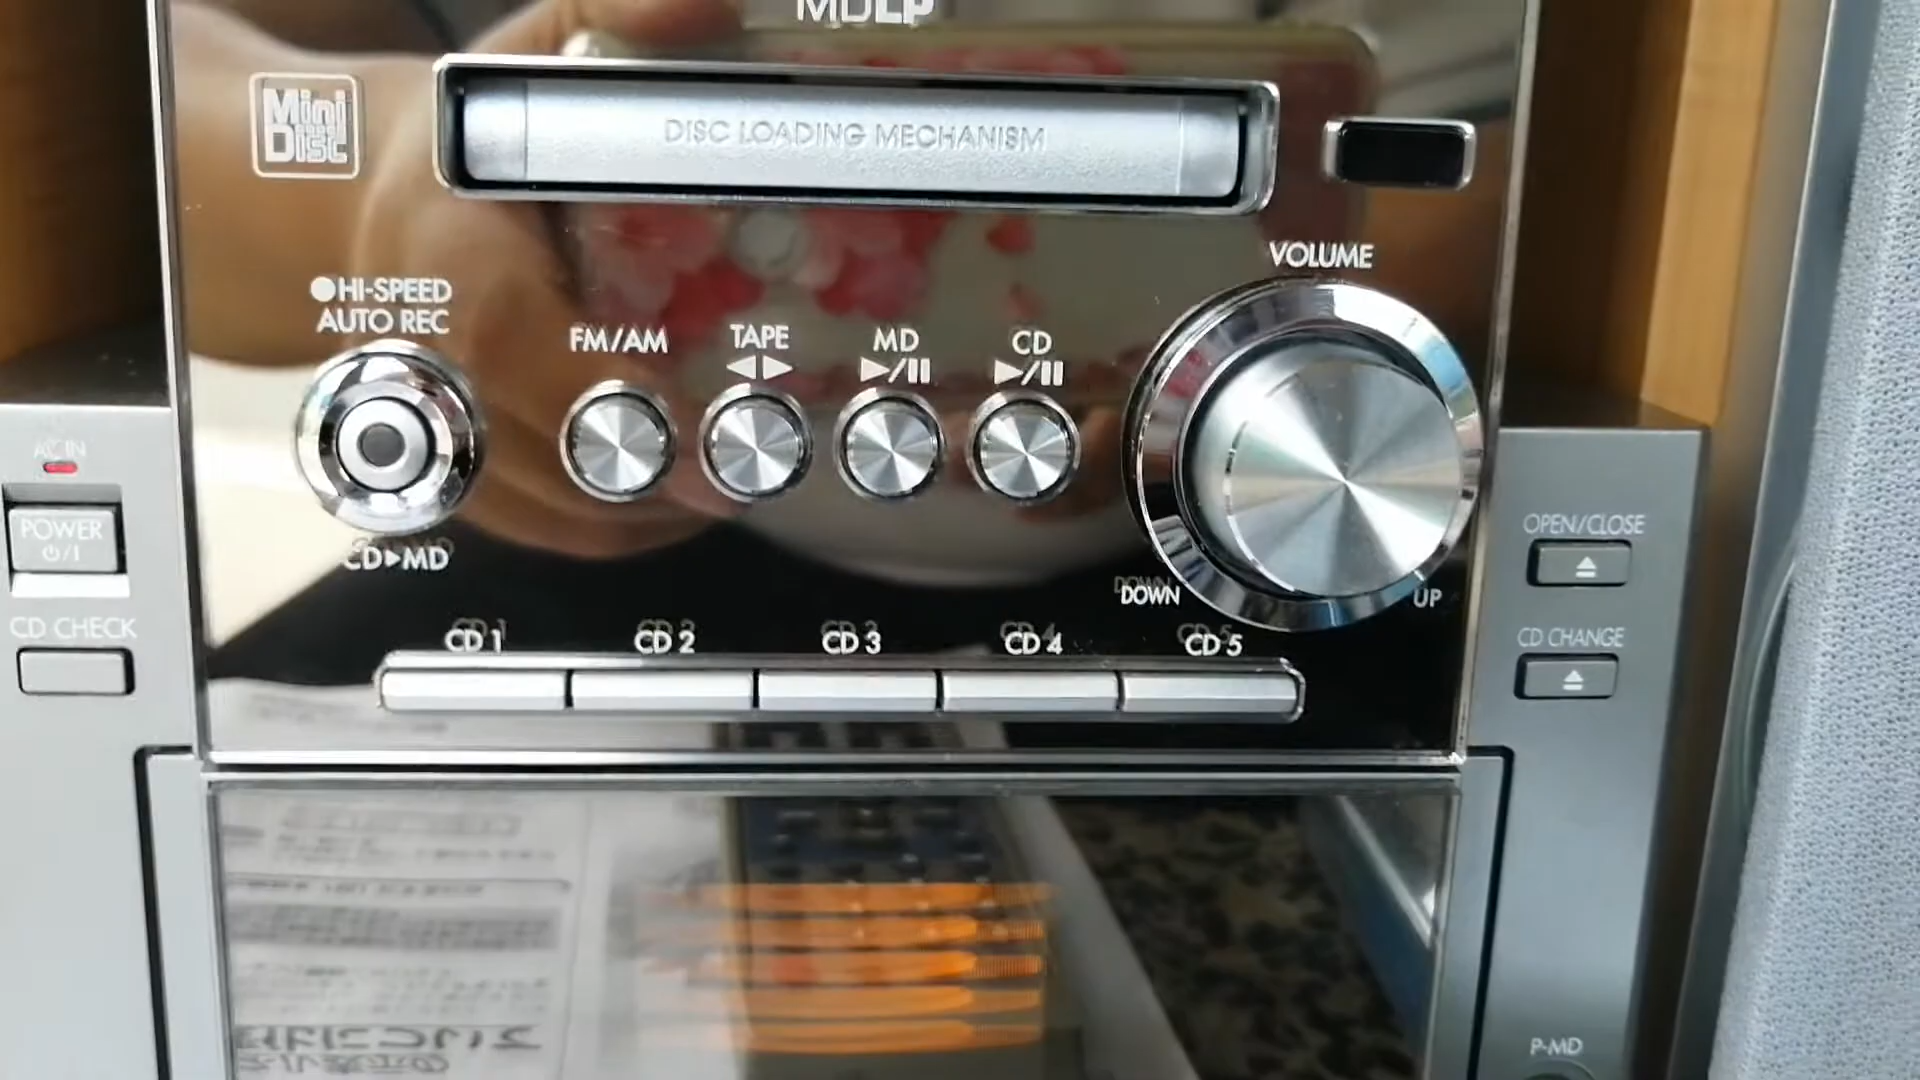 MDLP
Mini
Disc
DISC LOADING MECHANISM
VOLUME
●HI-SPEED
AUTO REC
FM/AM
TAPE
◀ ▶
MD
▶/II
CD
▶/II
AC IN
POWER
⏻/I
CD▶MD
DOWN
UP
OPEN/CLOSE
⏏
CD CHECK
CD 1
CD 2
CD 3
CD 4
CD 5
CD CHANGE
⏏
P-MD